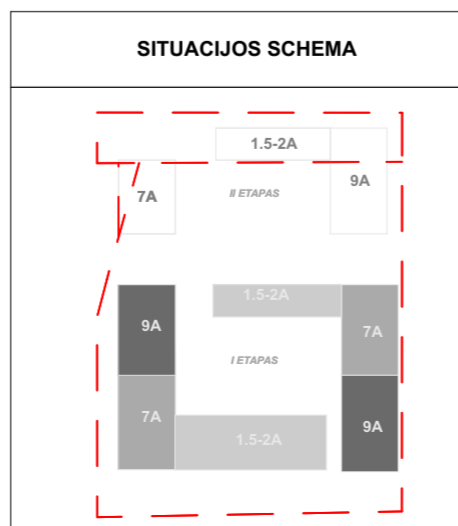 SITUACIJOS SCHEMA
1.5-2A
9A
7A
II ETAPAS
1.5-2A
9A
7A
I ETAPAS
7A
1.5-2A
9A